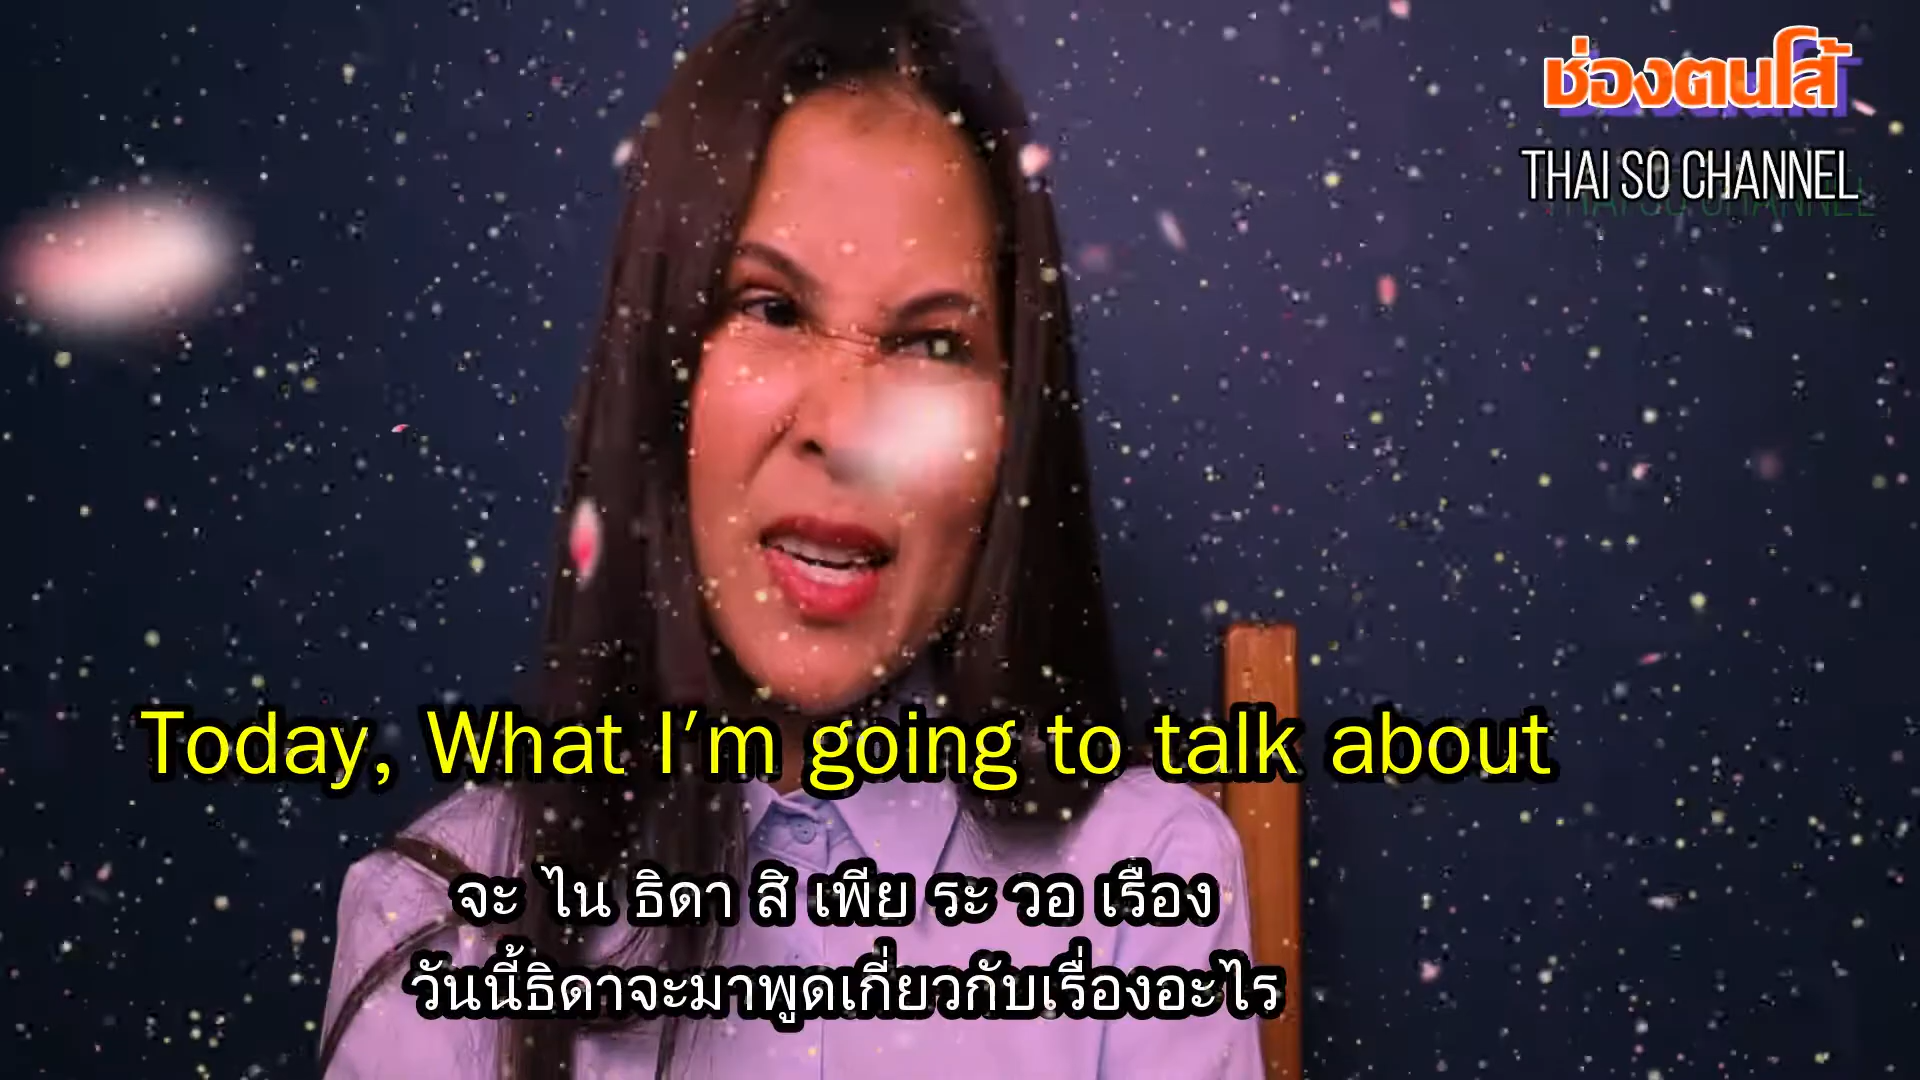 ช่องตนโส้
THAI SO CHANNEL
Today, What I'm going to talk about
จะ ไน ธิดา สิ เพีย ระ วอ เรือง
วันนี้ธิดาจะมาพูดเกี่ยวกับเรื่องอะไร